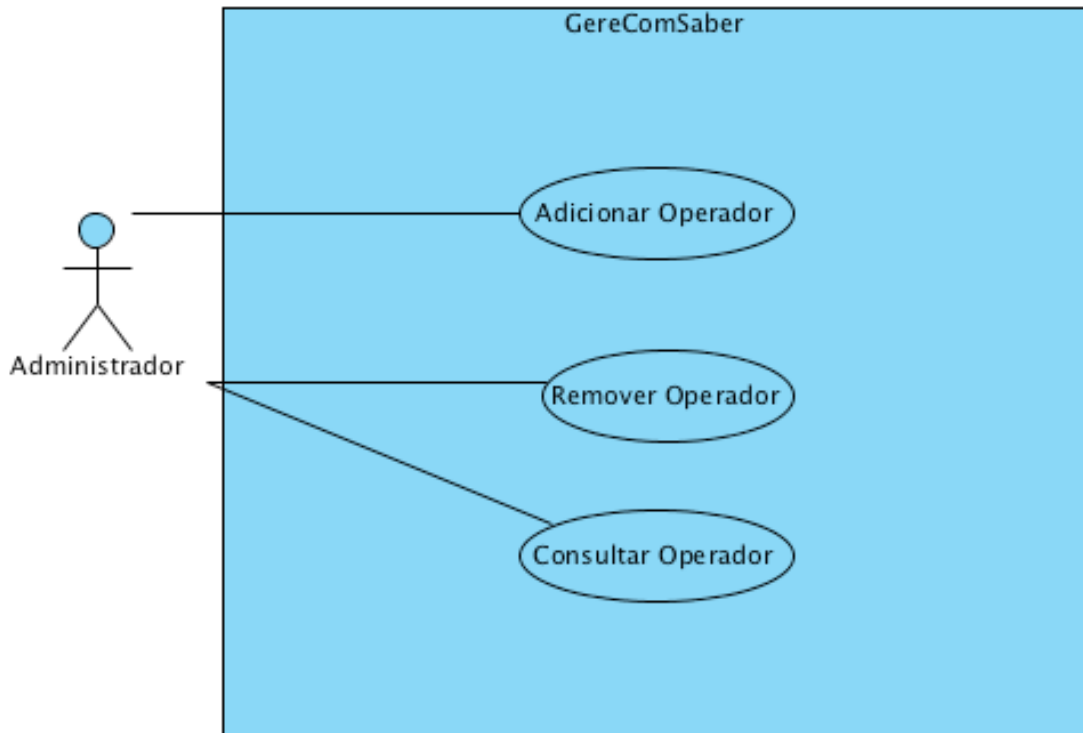 GereComSaber
Adicionar Operador
Administrador
Remover Operador
Consultar Operador